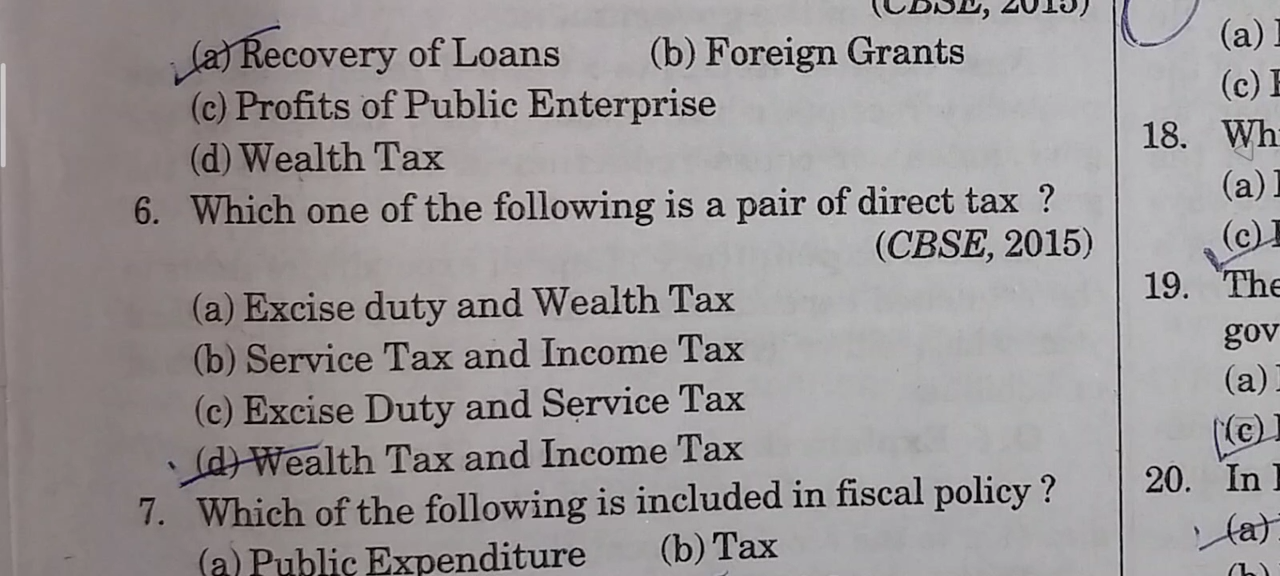 (CBSE, 2015)
(a) Recovery of Loans (b) Foreign Grants
(c) Profits of Public Enterprise
(d) Wealth Tax
6. Which one of the following is a pair of direct tax ?
(CBSE, 2015)
(a) Excise duty and Wealth Tax
(b) Service Tax and Income Tax
(c) Excise Duty and Service Tax
(d) Wealth Tax and Income Tax
7. Which of the following is included in fiscal policy ?
(a) Public Expenditure (b) Tax
(a)
(c)
18. Wh
(a)
(c)
19. The
gov
(a)
(c)
20. In
(a)
(b)